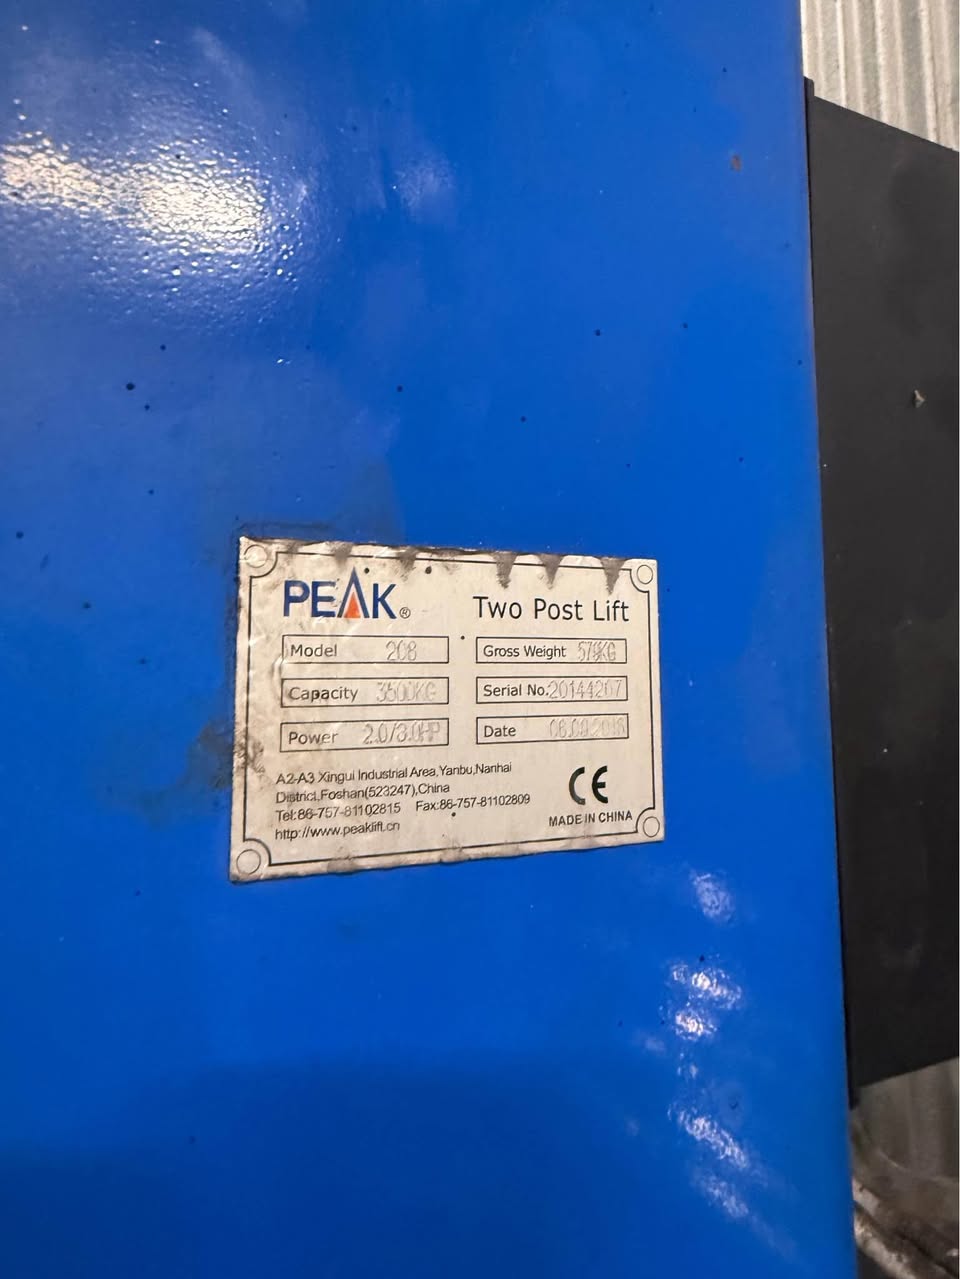 PEAK®
Two Post Lift
Model 208
Gross Weight
Capacity 3500KG
Serial No.
Power 2.0/3.0HP
Date
A2-A3 Xingui Industrial Area,Yanbu,Nanhai
District,Foshan(523247),China
Tel:86-757-81102815 Fax:86-757-81102809
http://www.peaklift.cn
CE
MADE IN CHINA